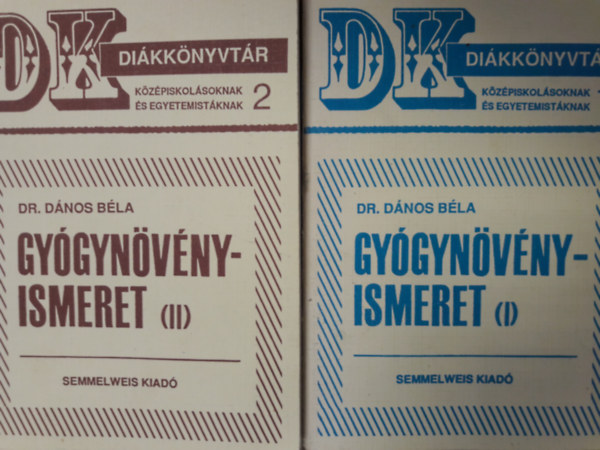 DK
DIÁKKÖNYVTÁR
KÖZÉPISKOLÁSOKNAK
ÉS EGYETEMISTÁKNAK 2
DR. DÁNOS BÉLA
GYÓGYNÖVÉNY-
ISMERET (II)
SEMMELWEIS KIADÓ
DK
DIÁKKÖNYVTÁ
KÖZÉPISKOLÁSOKNAK
ÉS EGYETEMISTÁKNAK
DR. DÁNOS BÉLA
GYÓGYNÖVÉNY-
ISMERET (I)
SEMMELWEIS KIADÓ